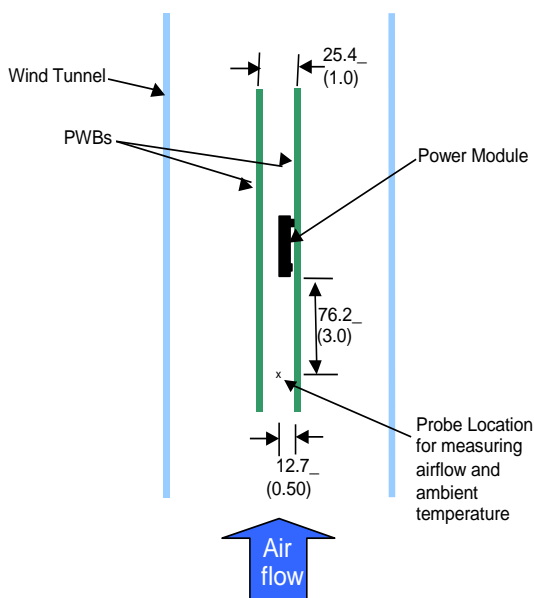 25.4_
(1.0)
Wind Tunnel
PWBs
Power Module
76.2_
(3.0)
x
Probe Location
for measuring
airflow and
ambient
temperature
12.7_
(0.50)
Air
flow